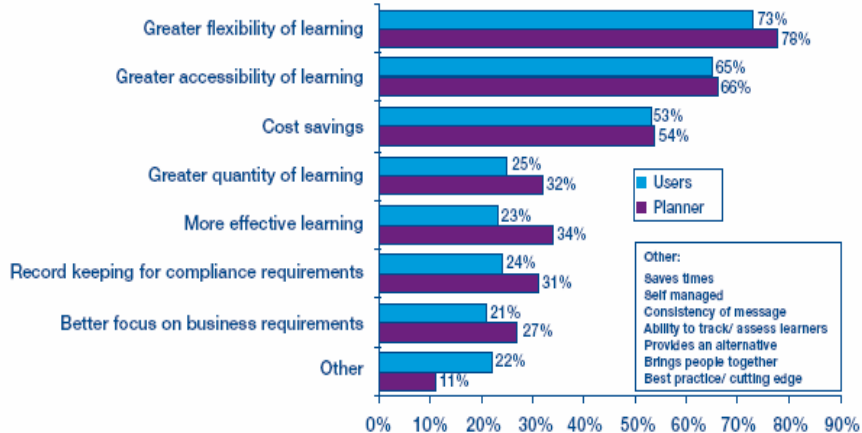 Greater flexibility of learning
73%
78%
Greater accessibility of learning
65%
66%
Cost savings
53%
54%
Greater quantity of learning
25%
32%
More effective learning
23%
34%
Record keeping for compliance requirements
24%
31%
Better focus on business requirements
21%
27%
Other
22%
11%
Users
Planner
Other:
Saves times
Self managed
Consistency of message
Ability to track/ assess learners
Provides an alternative
Brings people together
Best practice/ cutting edge
0% 10% 20% 30% 40% 50% 60% 70% 80% 90%